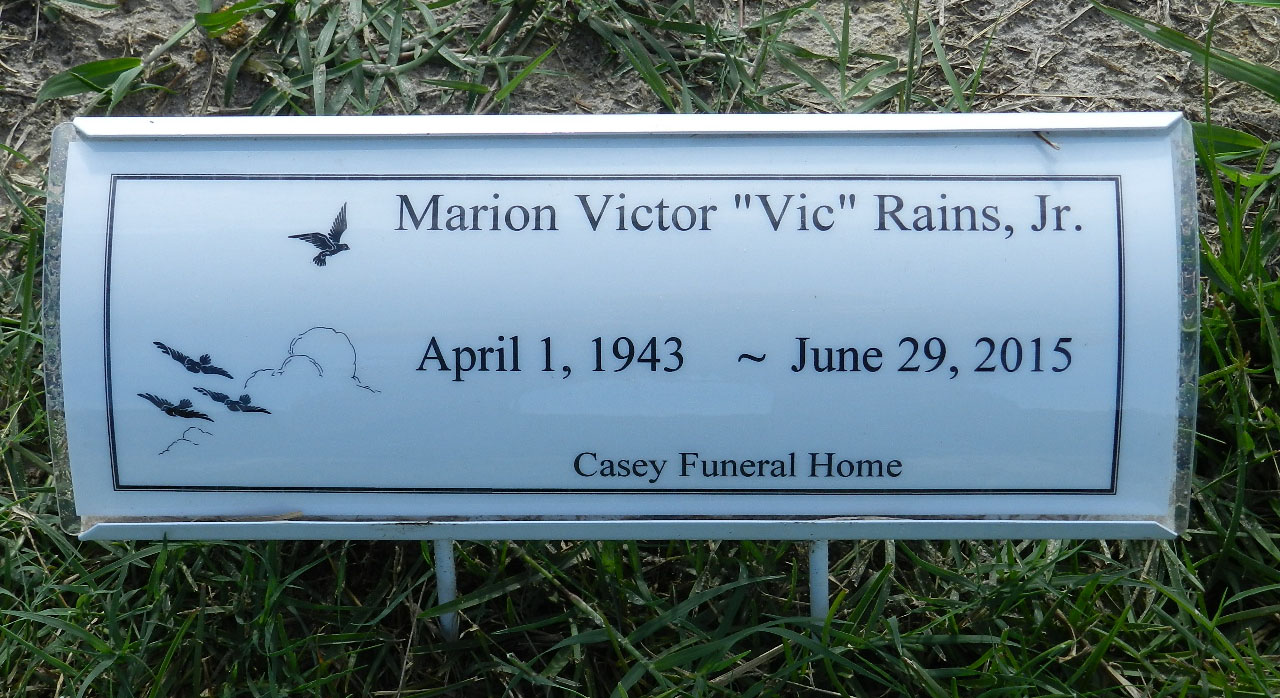 Marion Victor "Vic" Rains, Jr.
April 1, 1943 ~ June 29, 2015
Casey Funeral Home